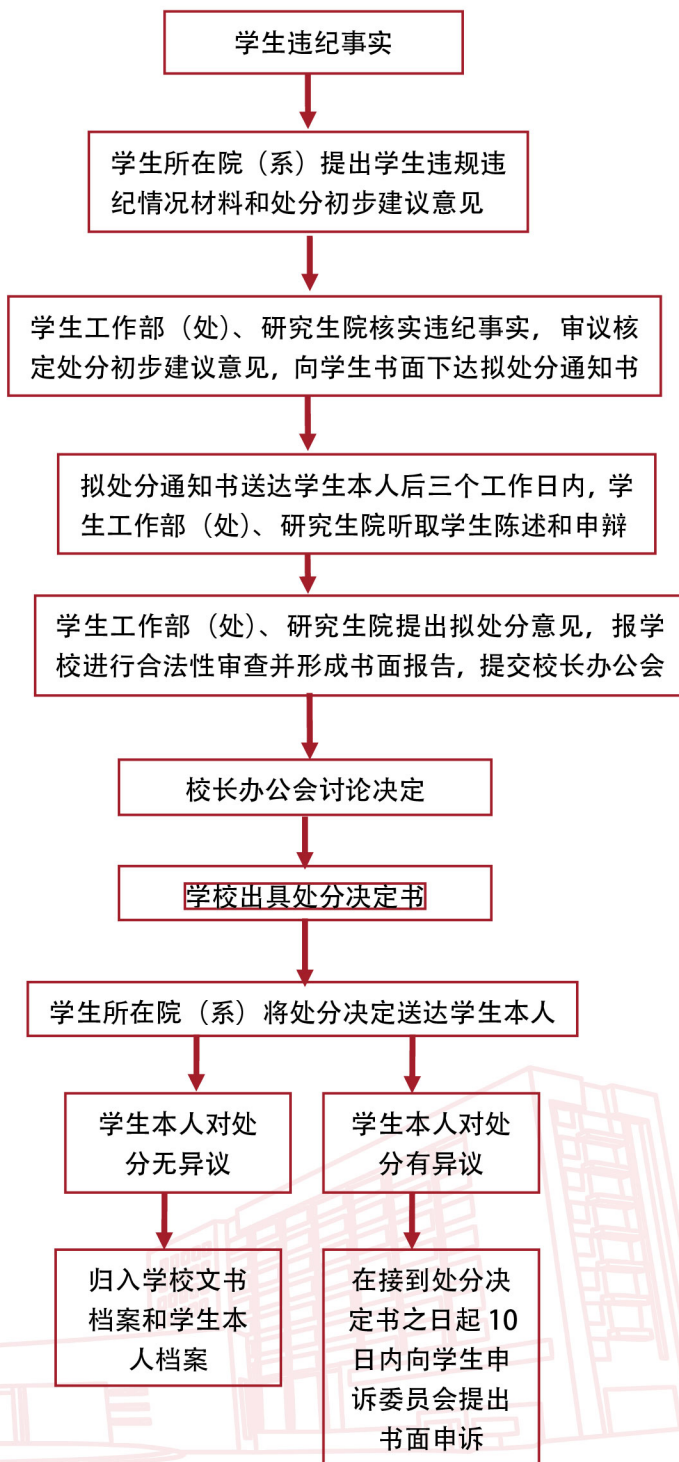 学生违纪事实
学生所在院（系）提出学生违规违
纪情况材料和处分初步建议意见
学生工作部（处）、研究生院核实违纪事实，审议核
定处分初步建议意见，向学生书面下达拟处分通知书
拟处分通知书送达学生本人后三个工作日内，学
生工作部（处）、研究生院听取学生陈述和申辩
学生工作部（处）、研究生院提出拟处分意见，报学
校进行合法性审查并形成书面报告，提交校长办公会
校长办公会讨论决定
学校出具处分决定书
学生所在院（系）将处分决定送达学生本人
学生本人对处
分无异议
归入学校文书
档案和学生本
人档案
学生本人对处
分有异议
在接到处分决
定书之日起 10
日内向学生申
诉委员会提出
书面申诉